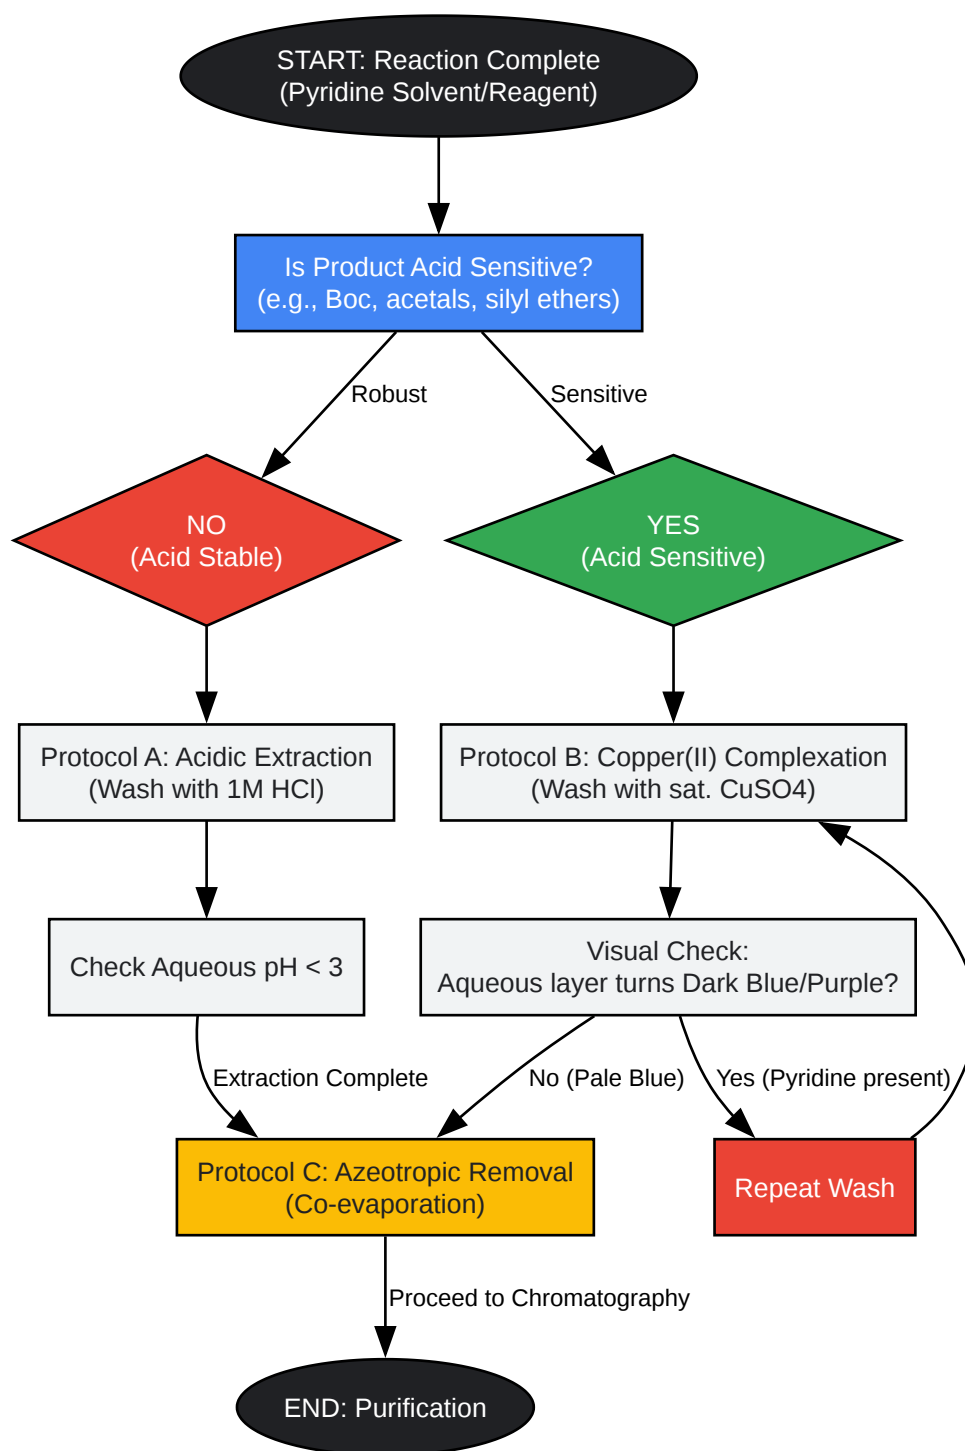 START: Reaction Complete
(Pyridine Solvent/Reagent)
Is Product Acid Sensitive?
(e.g., Boc, acetals, silyl ethers)
Robust
Sensitive
NO
(Acid Stable)
YES
(Acid Sensitive)
Protocol A: Acidic Extraction
(Wash with 1M HCl)
Protocol B: Copper(II) Complexation
(Wash with sat. CuSO4)
Check Aqueous pH < 3
Visual Check:
Aqueous layer turns Dark Blue/Purple?
Extraction Complete
No (Pale Blue)
Yes (Pyridine present)
Protocol C: Azeotropic Removal
(Co-evaporation)
Repeat Wash
Proceed to Chromatography
END: Purification